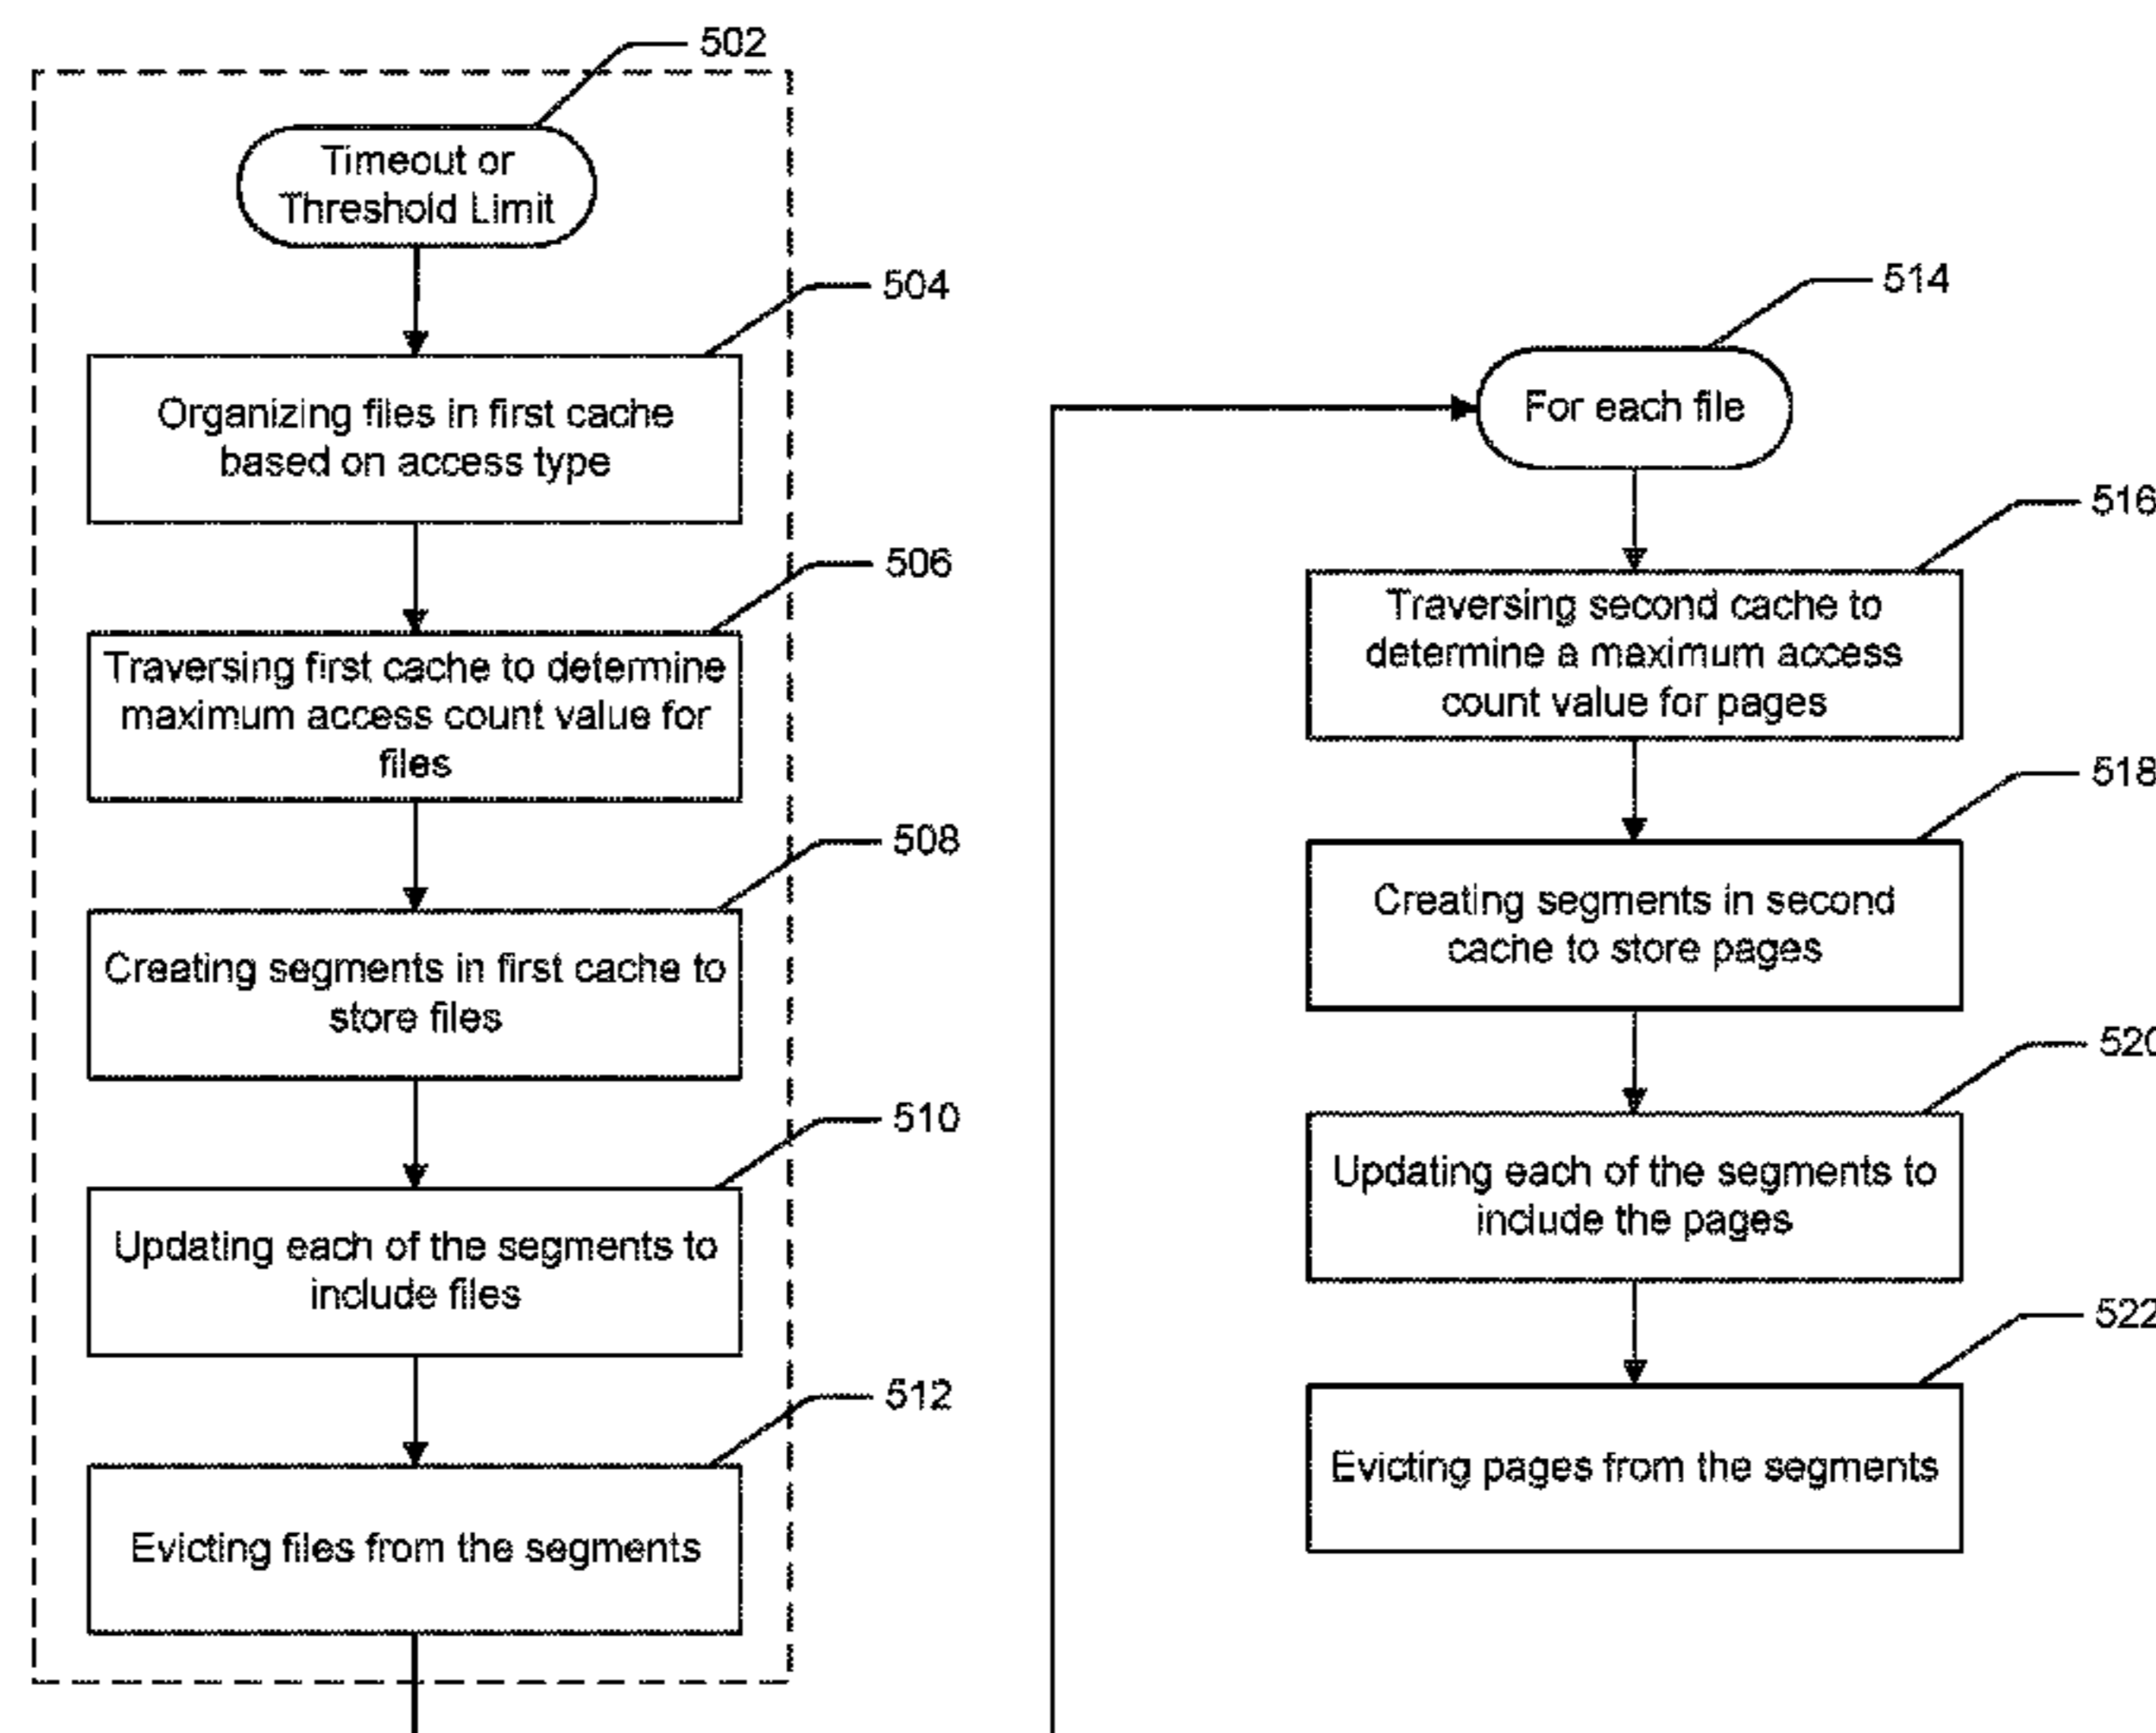 502
Timeout or
Threshold Limit
504
Organizing files in first cache
based on access type
506
Traversing first cache to determine
maximum access count value for
files
508
Creating segments in first cache to
store files
510
Updating each of the segments to
include files
512
Evicting files from the segments
514
For each file
516
Traversing second cache to
determine a maximum access
count value for pages
518
Creating segments in second
cache to store pages
520
Updating each of the segments to
include the pages
522
Evicting pages from the segments